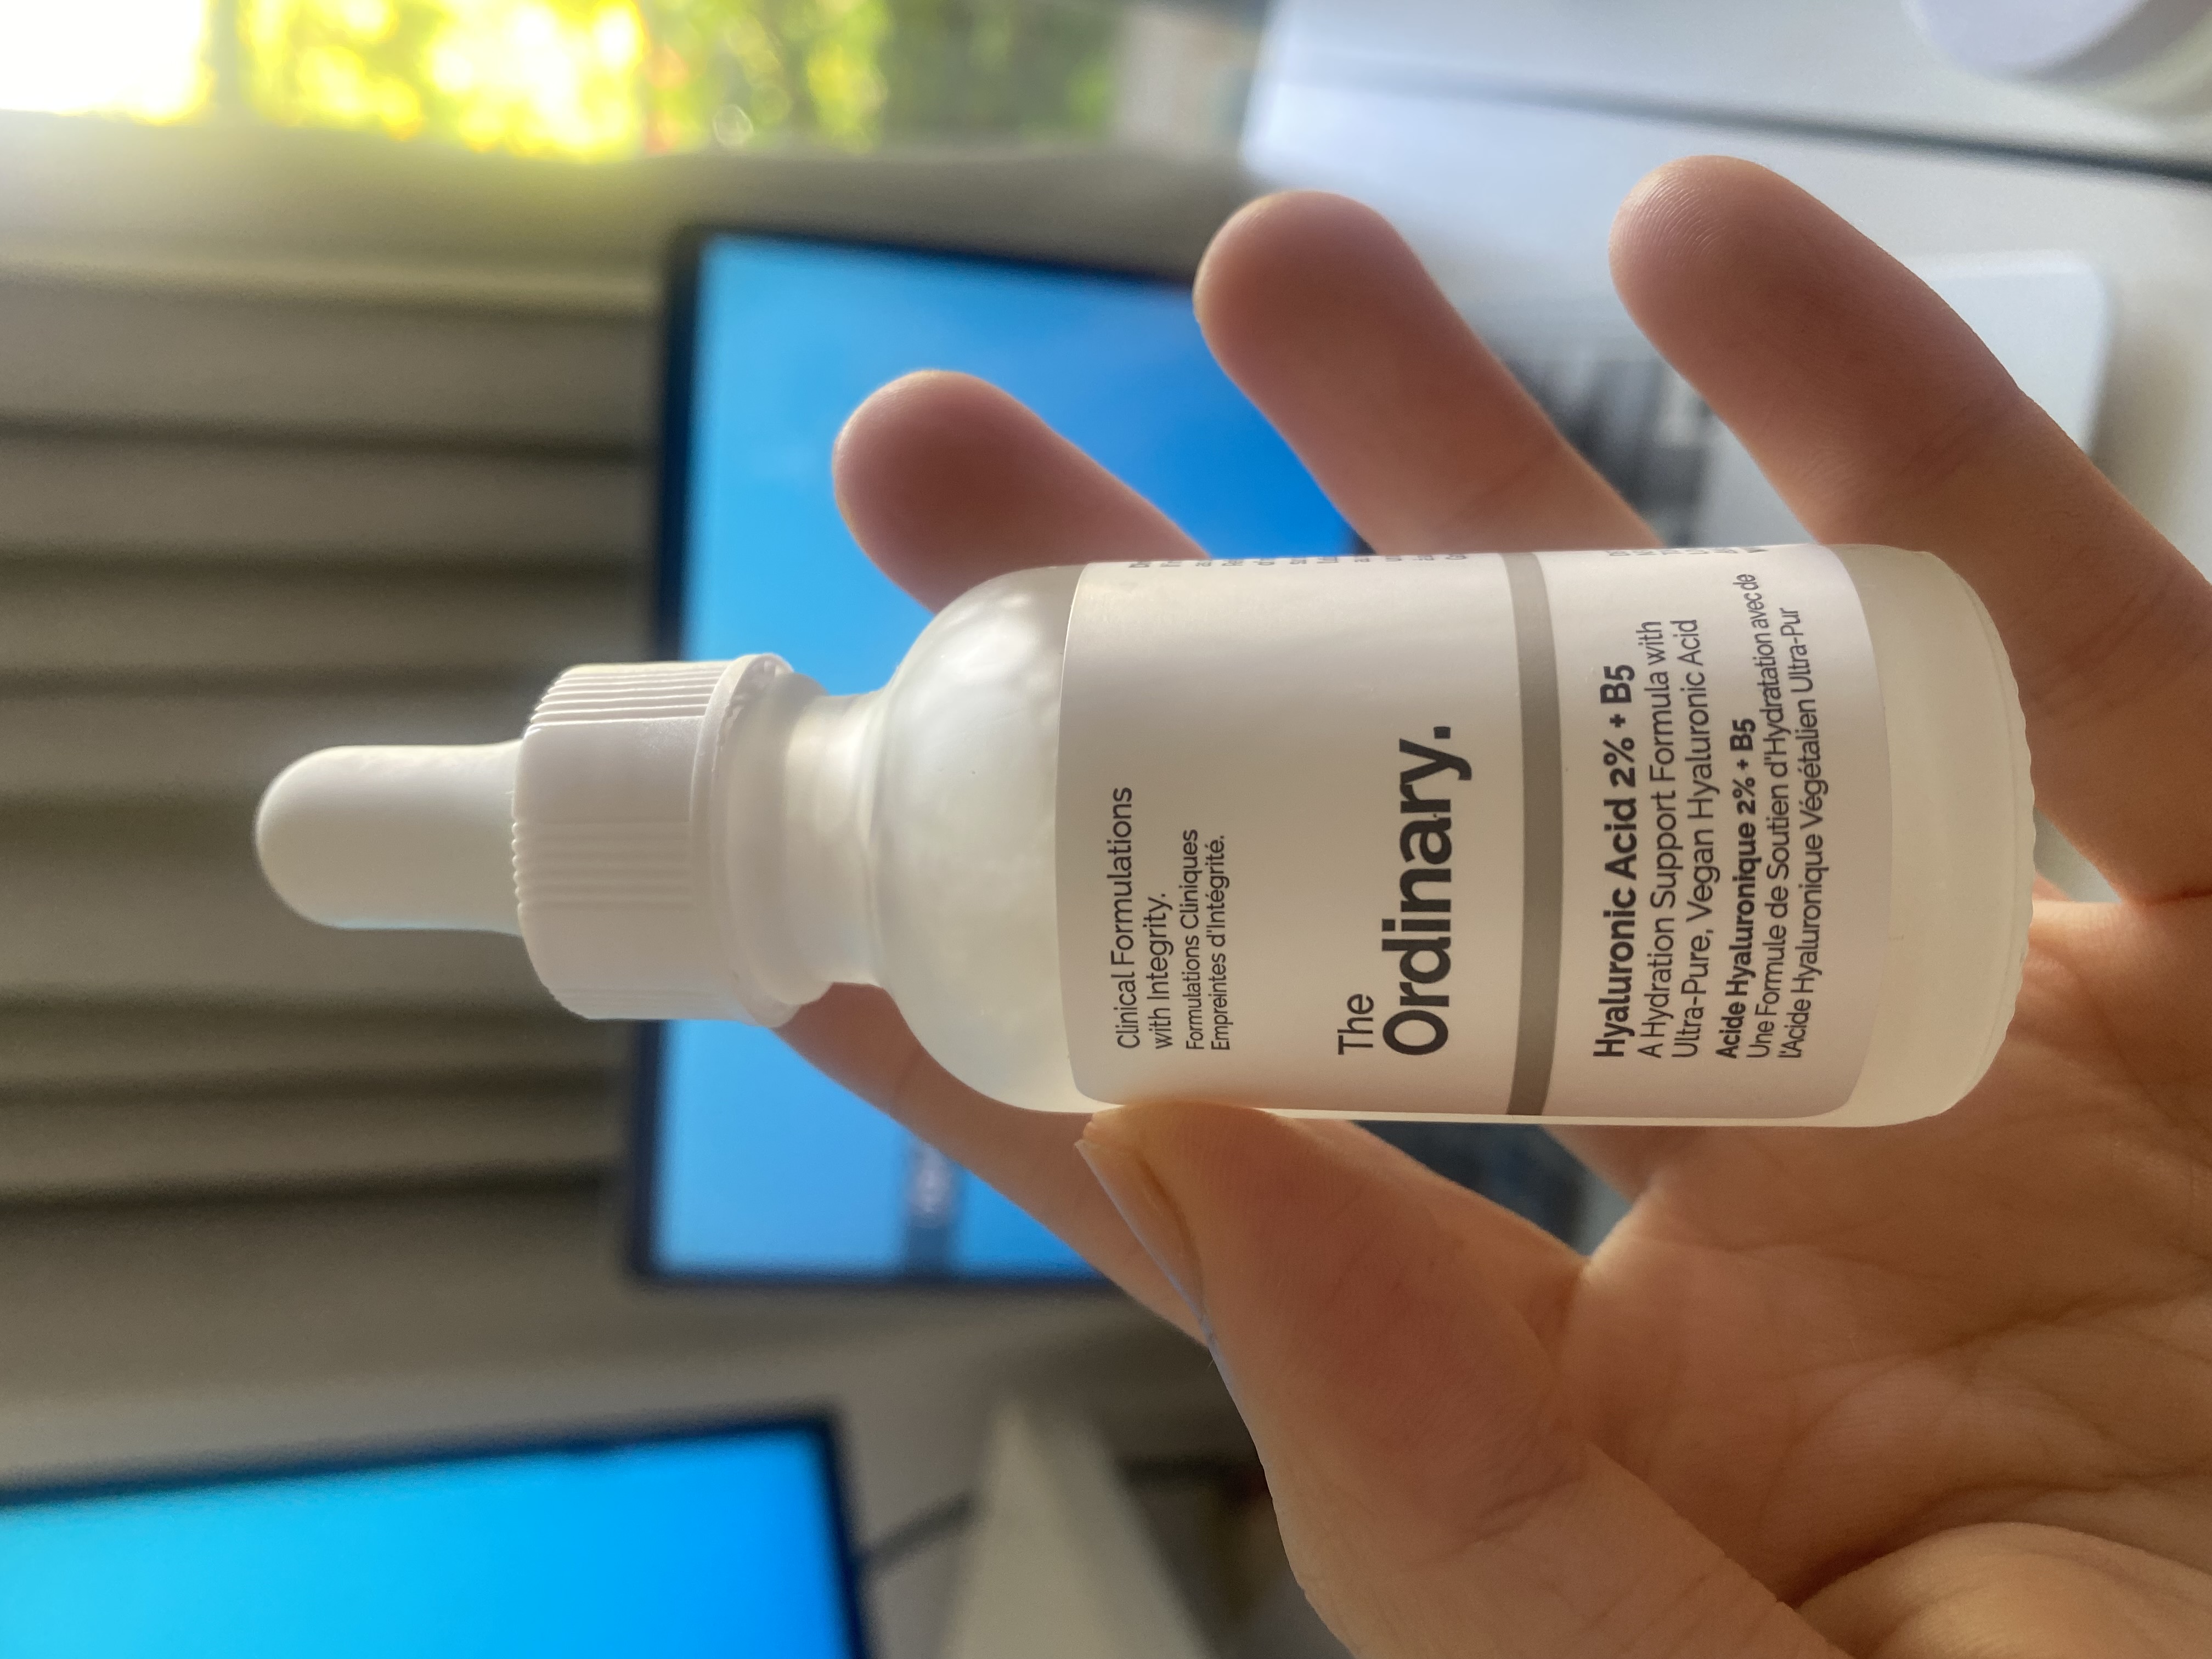 Clinical Formulations
with Integrity.
Formulations Cliniques
Empreintes d'Intégrité.
The
Ordinary.
Hyaluronic Acid 2% + B5
A Hydration Support Formula with
Ultra-Pure, Vegan Hyaluronic Acid
Acide Hyaluronique 2% + B5
Une Formule de Soutien d'Hydratation avec de
l'Acide Hyaluronique Végétalien Ultra-Pur